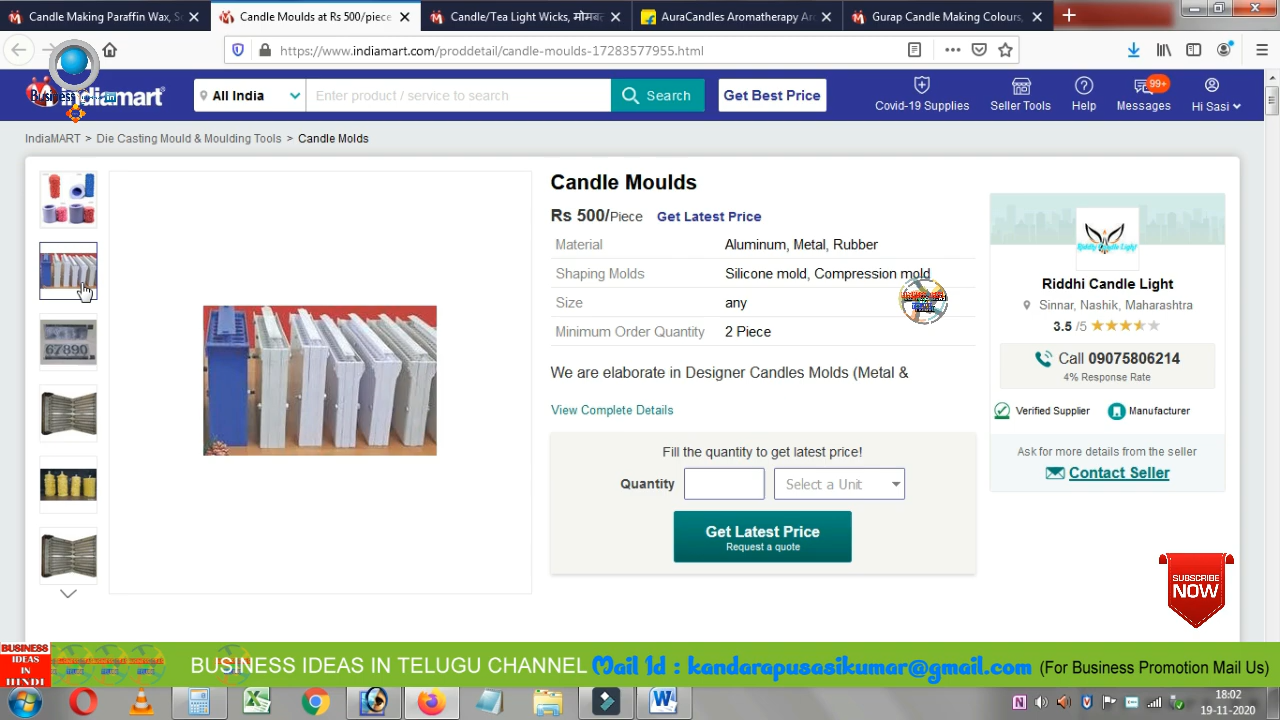 Candle Making Paraffin Wax, S
Candle Moulds at Rs 500/piece
Candle/Tea Light Wicks, मोमबत
AuraCandles Aromatherapy Ar
Gurap Candle Making Colours,
https://www.indiamart.com/proddetail/candle-moulds-17283577955.html
indiamart
All India
Enter product / service to search
Search
Get Best Price
Covid-19 Supplies
Seller Tools
Help
99+
Messages
Hi Sasi
IndiaMART > Die Casting Mould & Moulding Tools > Candle Molds
67890
Candle Moulds
Rs 500/Piece Get Latest Price
Material Aluminum, Metal, Rubber
Shaping Molds Silicone mold, Compression mold
Size any
Minimum Order Quantity 2 Piece
We are elaborate in Designer Candles Molds (Metal &
View Complete Details
Fill the quantity to get latest price!
Quantity
Select a Unit
Get Latest Price
Request a quote
Riddhi Candle Light
Riddhi Candle Light
Sinnar, Nashik, Maharashtra
3.5 /5
Call 09075806214
4% Response Rate
Verified Supplier
Manufacturer
Ask for more details from the seller
Contact Seller
SUBSCRIBE
NOW
BUSINESS
IDEAS
IN
HINDI
BUSINESS IDEAS IN TELUGU CHANNEL
Mail Id : kandarapusasikumar@gmail.com
(For Business Promotion Mail Us)
18:02
19-11-2020